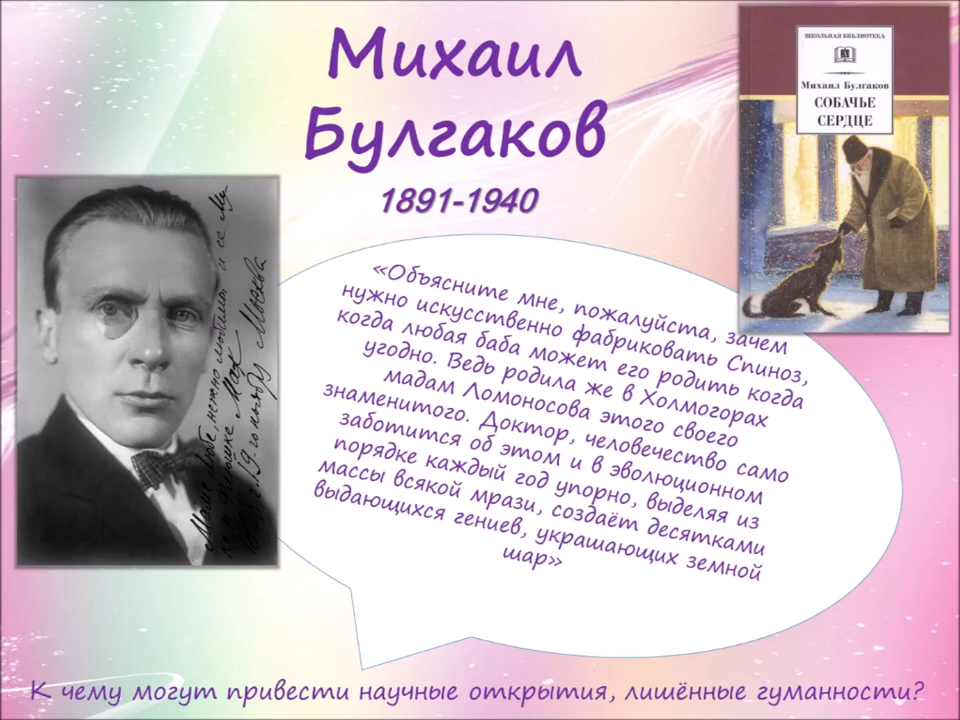 Михаил
Булгаков
1891-1940
ШКОЛЬНАЯ БИБЛИОТЕКА
Михаил Булгаков
СОБАЧЬЕ
СЕРДЦЕ
«Объясните мне, пожалуйста, зачем
нужно искусственно фабриковать Спиноз,
когда любая баба может его родить когда
угодно. Ведь родила же в Холмогорах
мадам Ломоносова этого своего
знаменитого. Доктор, человечество само
заботится об этом и в эволюционном
порядке каждый год упорно, выделяя из
массы всякой мрази, создаёт десятками
выдающихся гениев, украшающих земной
шар»
К чему могут привести научные открытия, лишённые гуманности?